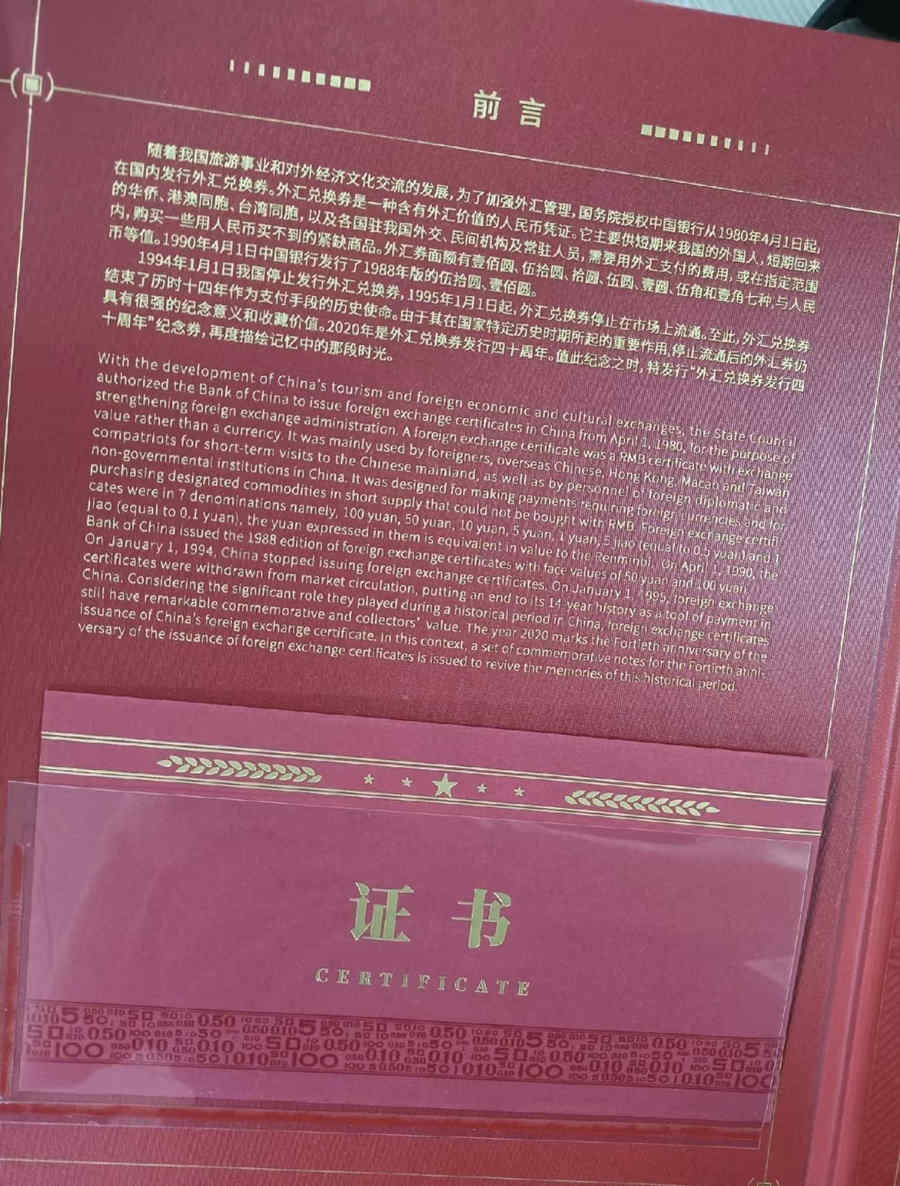 前言
随着我国旅游事业和对外经济文化交流的发展,为了加强外汇管理,国务院授权中国银行从1980年4月1日起,
在国内发行外汇兑换券。外汇兑换券是一种含有外汇价值的人民币凭证。它主要供短期来我国的外国人,短期回来
的华侨、港澳同胞、台湾同胞,以及各国驻我国外交、民间机构及常驻人员,需要用外汇支付的费用,或在指定范围
内,购买一些用人民币买不到的紧缺商品。外汇券面额有壹佰圆、伍拾圆、拾圆、伍圆、壹圆、伍角和壹角七种,与人民
币等值。1990年4月1日中国银行发行了1988年版的伍拾圆、壹佰圆。
1994年1月1日我国停止发行外汇兑换券,1995年1月1日起,外汇兑换券停止在市场上流通。至此,外汇兑换券
结束了历时十四年作为支付手段的历史使命。由于其在国家特定历史时期所起的重要作用,停止流通后的外汇券仍
具有很强的纪念意义和收藏价值。2020年是外汇兑换券发行四十周年。值此纪念之时,特发行“外汇兑换券发行四
十周年”纪念券,再度描绘记忆中的那段时光。
With the development of China's tourism and foreign economic and cultural exchanges, the State Council
authorized the Bank of China to issue foreign exchange certificates in China from April 1, 1980, for the purpose of
strengthening foreign exchange administration. A foreign exchange certificate was a RMB certificate with exchange
value rather than a currency. It was mainly used by foreigners, overseas Chinese, Hong Kong, Macao and Taiwan
compatriots for short-term visits to the Chinese mainland, as well as by personnel of foreign diplomatic and
non-governmental institutions in China. It was designed for making payments requiring foreign currencies and for
purchasing designated commodities in short supply that could not be bought with RMB. Foreign exchange certifi-
cates were in 7 denominations namely, 100 yuan, 50 yuan, 10 yuan, 5 yuan, 1 yuan, 5 jiao (equal to 0.5 yuan) and 1
jiao (equal to 0.1 yuan), the yuan expressed in them is equivalent in value to the Renminbi. On April 1, 1990, the
Bank of China issued the 1988 edition of foreign exchange certificates with face values of 50 yuan and 100 yuan.
On January 1, 1994, China stopped issuing foreign exchange certificates. On January 1, 1995, foreign exchange
certificates were withdrawn from market circulation, putting an end to its 14-year history as a tool of payment in
China. Considering the significant role they played during a historical period in China, foreign exchange certificates
still have remarkable commemorative and collectors' value. The year 2020 marks the Fortieth anniversary of the
issuance of China's foreign exchange certificate. In this context, a set of commemorative notes for the Fortieth anni-
versary of the issuance of foreign exchange certificates is issued to revive the memories of this historical period.
证书
CERTIFICATE